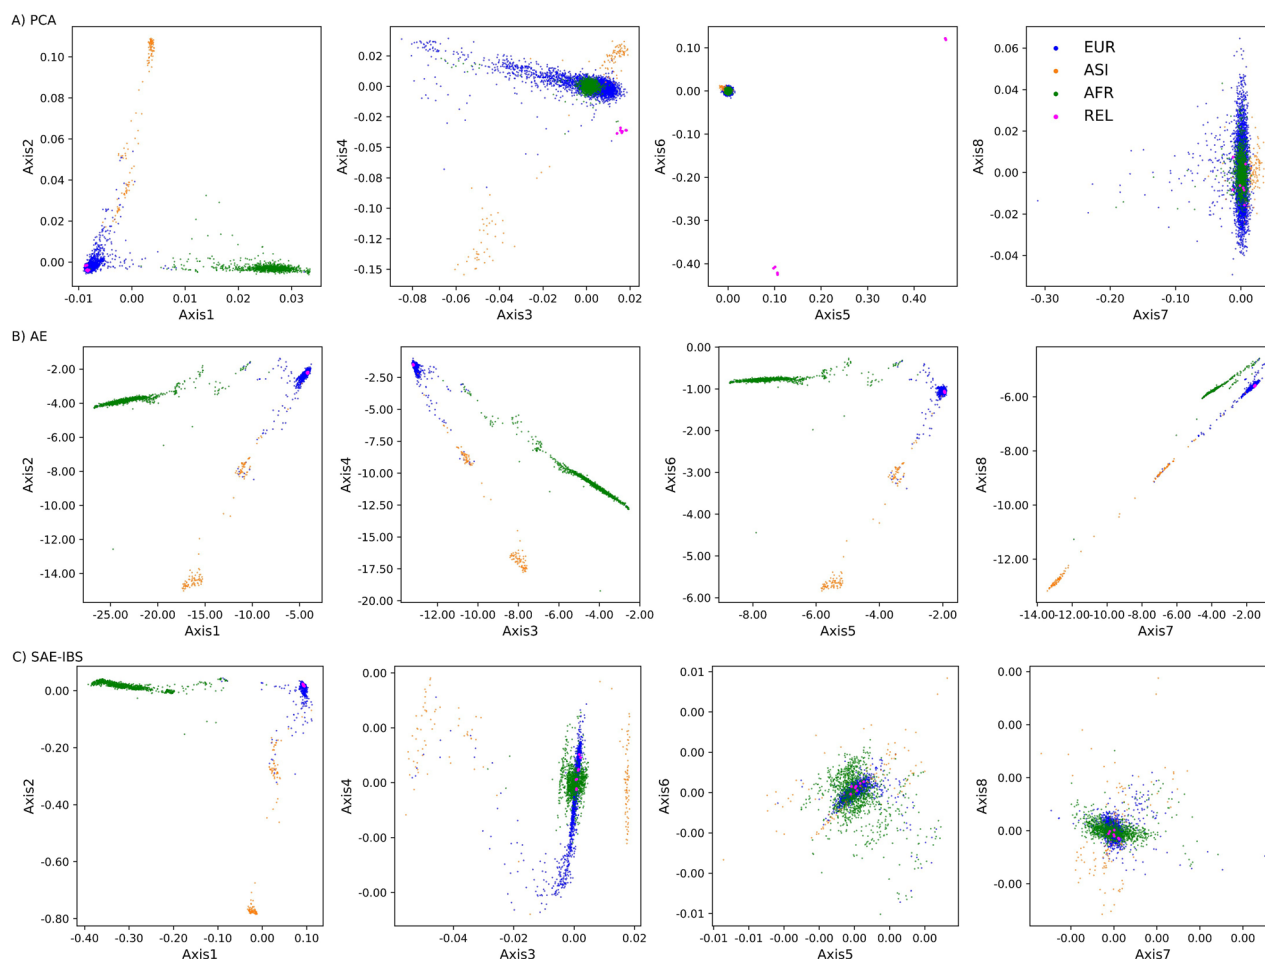 A) PCA
0.10
0.08
0.06
0.04
0.02
0.00
Axis2
-0.01 0.00 0.01 0.02 0.03
Axis1
0.02
0.00
-0.02
-0.05
-0.08
-0.10
-0.12
-0.15
Axis4
-0.08 -0.06 -0.04 -0.02 0.00 0.02
Axis3
0.10
0.00
-0.10
-0.20
-0.30
-0.40
Axis6
0.00 0.10 0.20 0.30 0.40
Axis5
0.06
0.04
0.02
0.00
-0.02
-0.04
Axis8
-0.30 -0.20 -0.10 0.00
Axis7
EUR
ASI
AFR
REL
B) AE
-2.00
-4.00
-6.00
-8.00
-10.00
-12.00
-14.00
Axis2
-25.00 -20.00 -15.00 -10.00 -5.00
Axis1
-2.50
-5.00
-7.50
-10.00
-12.50
-15.00
-17.50
-20.00
Axis4
-12.00 -10.00 -8.00 -6.00 -4.00 -2.00
Axis3
0.00
-1.00
-2.00
-3.00
-4.00
-5.00
-6.00
Axis6
-8.00 -6.00 -4.00 -2.00
Axis5
-6.00
-8.00
-10.00
-12.00
Axis8
-14.00 -12.00 -10.00 -8.00 -6.00 -4.00 -2.00
Axis7
C) SAE-IBS
0.00
-0.20
-0.40
-0.60
-0.80
Axis2
-0.40 -0.30 -0.20 -0.10 0.00 0.10
Axis1
0.00
0.00
0.00
-0.00
-0.00
Axis4
-0.04 -0.02 0.00 0.02
Axis3
0.01
0.00
0.00
0.00
-0.00
-0.00
-0.01
Axis6
-0.01 -0.01 -0.00 -0.00 0.00 0.00 0.00
Axis5
0.00
0.00
0.00
-0.00
Axis8
-0.00 -0.00 0.00 0.00 0.00
Axis7